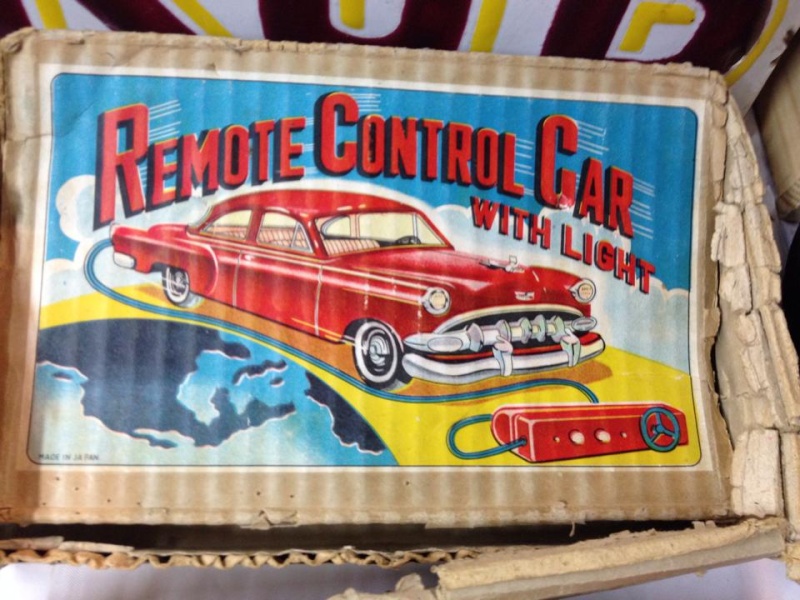 REMOTE CONTROL CAR
WITH LIGHT
MADE IN JAPAN